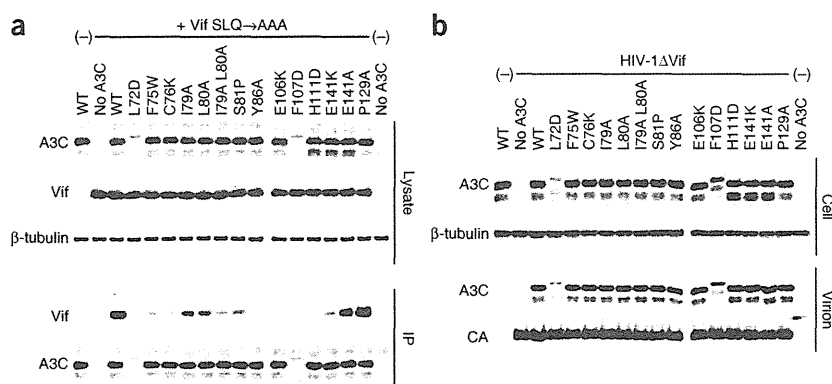 a
+ Vif SLQ→AAA
(–)
(–)
WT
No A3C
WT
L72D
F75W
C76K
I79A
L80A
I79A L80A
S81P
Y86A
E106K
F107D
H111D
E141K
E141A
P129A
No A3C
A3C
Vif
β-tubulin
Lysate
Vif
A3C
IP
b
HIV-1ΔVif
(–)
(–)
WT
No A3C
WT
L72D
F75W
C76K
I79A
L80A
I79A L80A
S81P
Y86A
E106K
F107D
H111D
E141K
E141A
P129A
No A3C
A3C
β-tubulin
Cell
A3C
CA
Virion